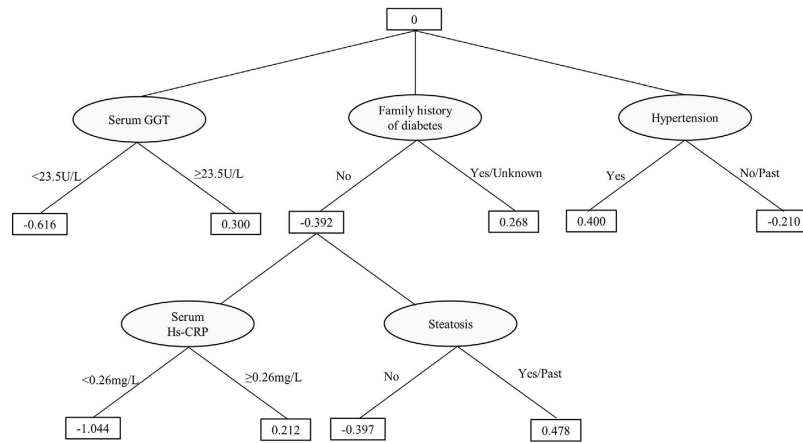 0
Serum GGT
Family history
of diabetes
Hypertension
<23.5U/L
≥23.5U/L
No
Yes/Unknown
Yes
No/Past
-0.616
0.300
-0.392
0.268
0.400
-0.210
Serum
Hs-CRP
Steatosis
<0.26mg/L
≥0.26mg/L
No
Yes/Past
-1.044
0.212
-0.397
0.478